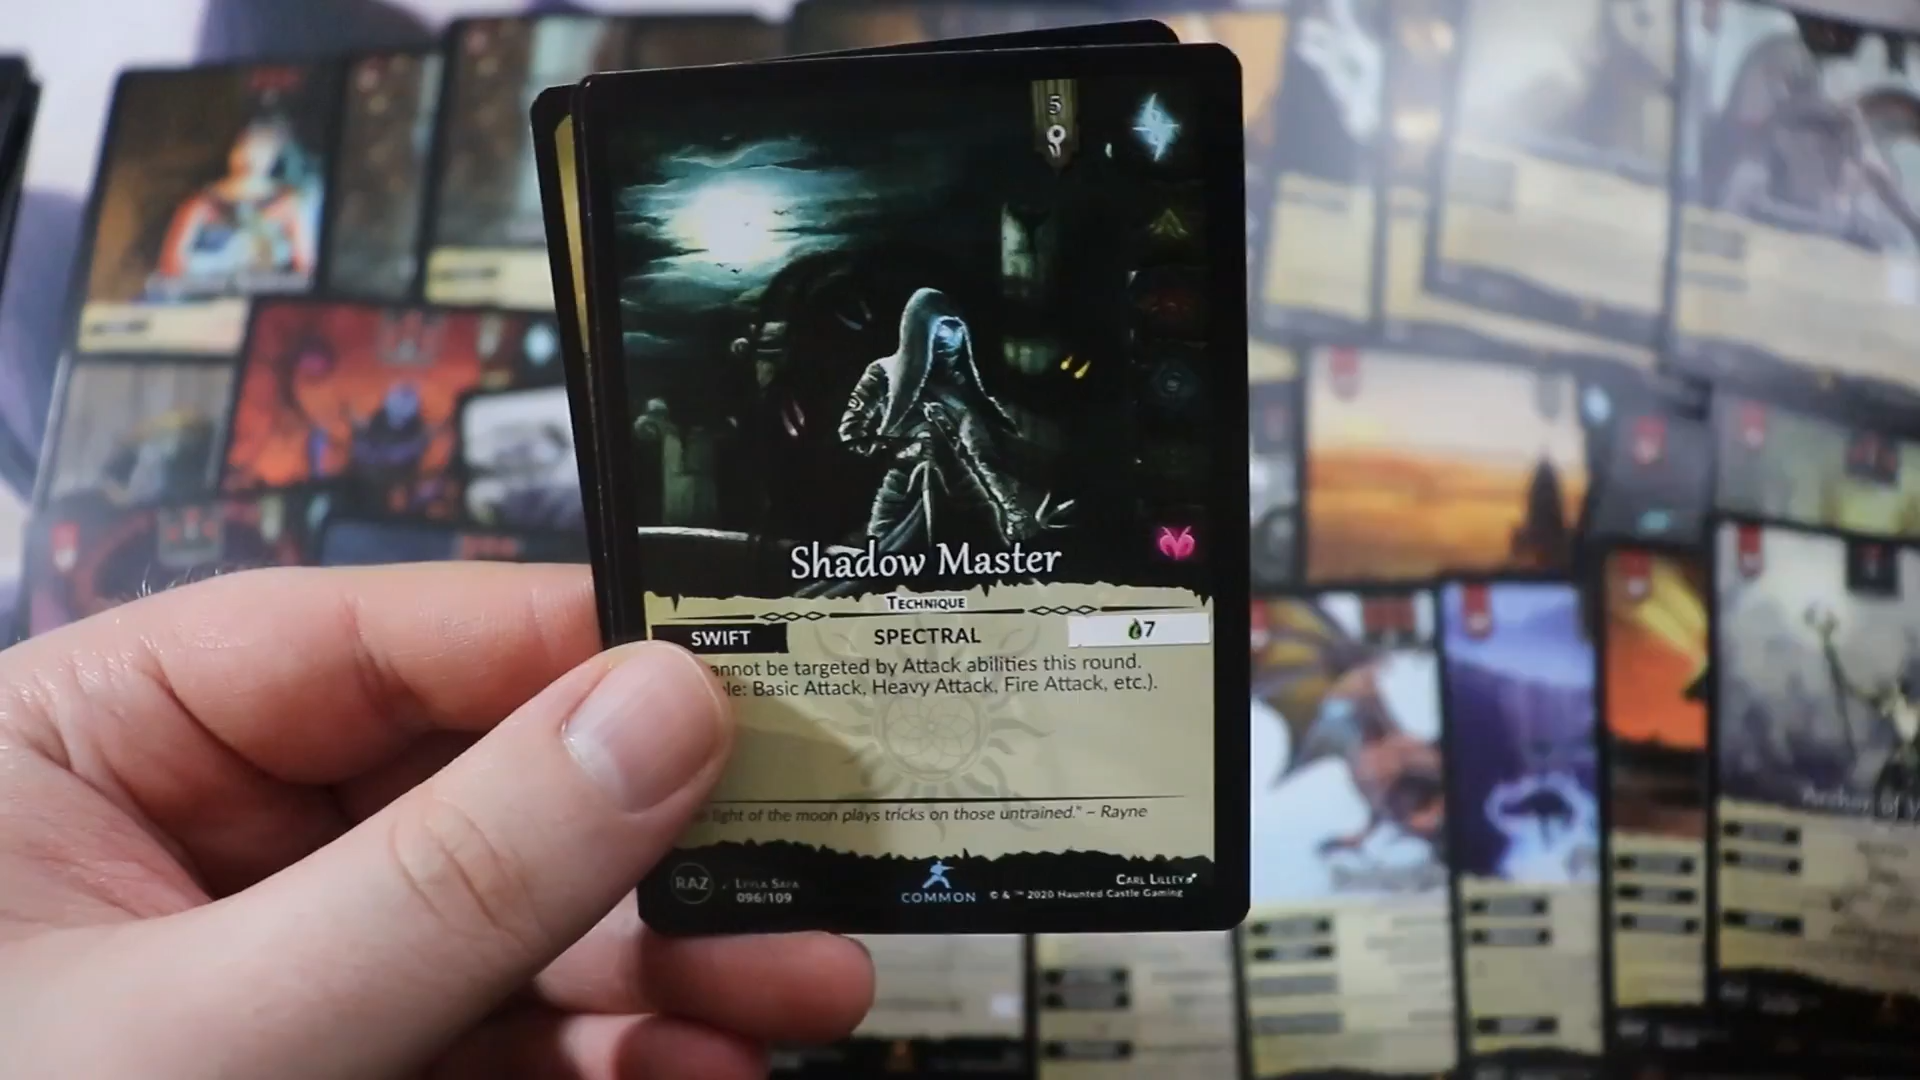 5
Shadow Master
TECHNIQUE
SWIFT SPECTRAL 7
annot be targeted by Attack abilities this round.
le: Basic Attack, Heavy Attack, Fire Attack, etc.).
light of the moon plays tricks on those untrained." – Rayne
RAZ
LEYLA SAFA
096/109
COMMON
CARL LILLEY
© & ™ 2020 Haunted Castle Gaming
Archer of